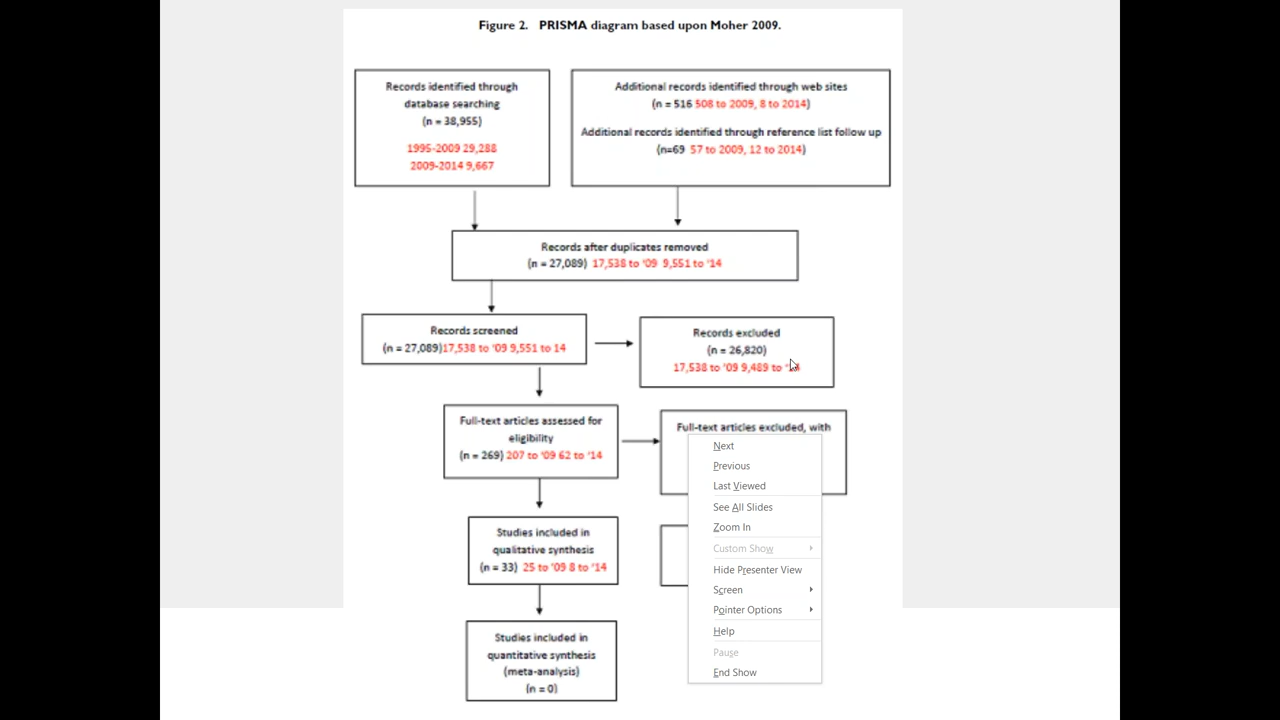 Figure 2. PRISMA diagram based upon Moher 2009.
Records identified through
database searching
(n = 38,955)
1995-2009 29,288
2009-2014 9,667
Additional records identified through web sites
(n = 516 508 to 2009, 8 to 2014)
Additional records identified through reference list follow up
(n=69 57 to 2009, 12 to 2014)
Records after duplicates removed
(n = 27,089) 17,538 to '09 9,551 to '14
Records screened
(n = 27,089)17,538 to '09 9,551 to 14
Records excluded
(n = 26,820)
17,538 to '09 9,489 to
Full-text articles assessed for
eligibility
(n = 269) 207 to '09 62 to '14
Full-text articles excluded, with
Studies included in
qualitative synthesis
(n = 33) 25 to '09 8 to '14
Studies included in
quantitative synthesis
(meta-analysis)
(n = 0)
Next
Previous
Last Viewed
See All Slides
Zoom In
Custom Show
Hide Presenter View
Screen
Pointer Options
Help
Pause
End Show